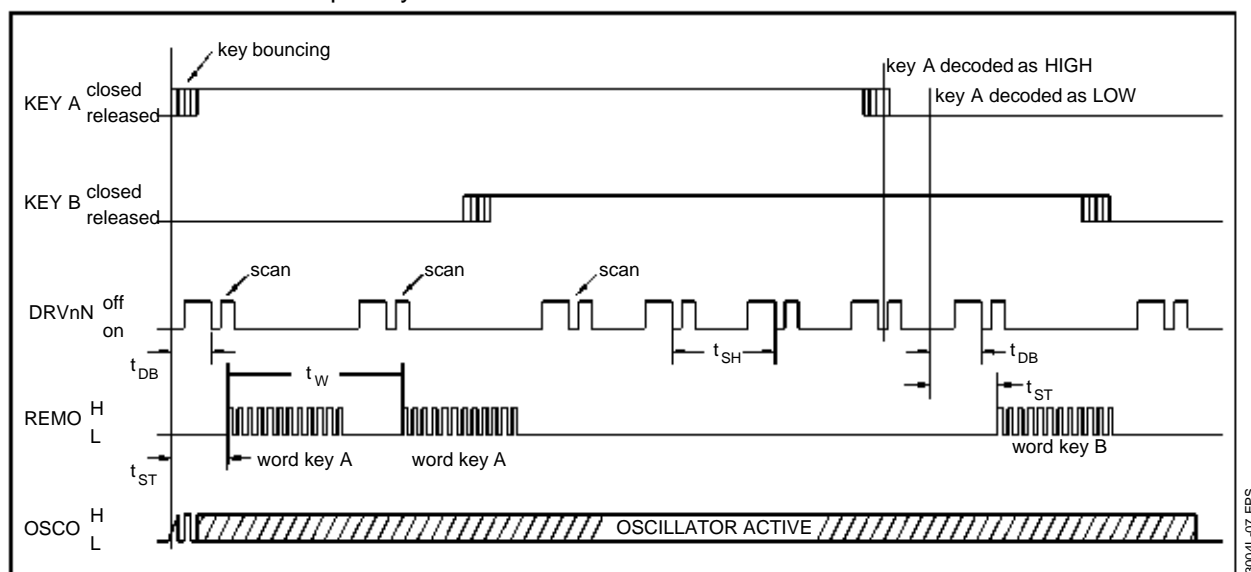 key bouncing
key A decoded as HIGH
key A decoded as LOW
KEY A closed
released
KEY B closed
released
scan
scan
scan
DRVnN off
on
tDB
tW
tSH
tDB
tST
REMO H
L
word key A
word key A
word key B
tST
OSCO H
L
OSCILLATOR ACTIVE